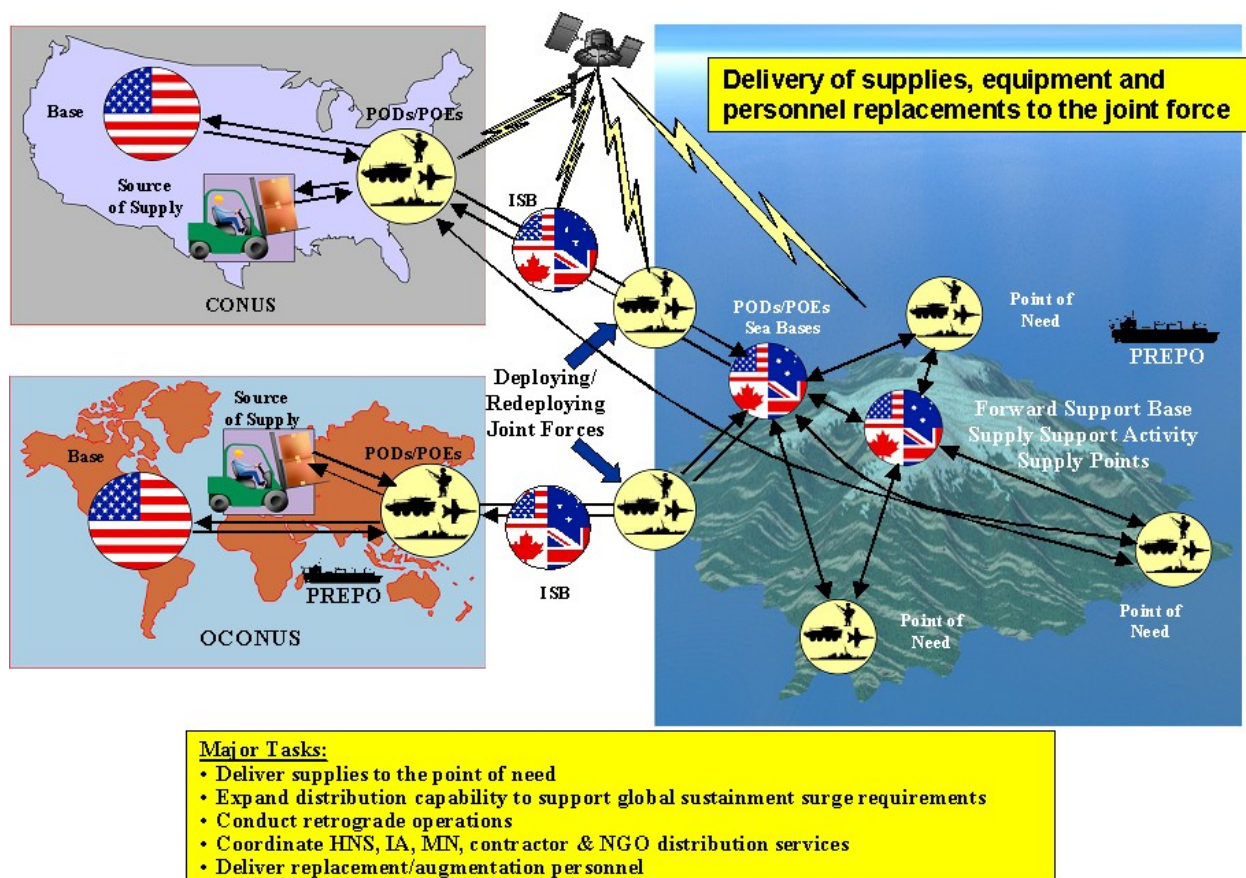 Delivery of supplies, equipment and
personnel replacements to the joint force
Base
PODs/POEs
Source
of Supply
CONUS
ISB
PODs/POEs
Sea Bases
Point of
Need
PREPO
Deploying/
Redeploying
Joint Forces
Forward Support Base
Supply Support Activity
Supply Points
Source
of Supply
Base
PODs/POEs
PREPO
OCONUS
ISB
Point of
Need
Point of
Need
Major Tasks:
• Deliver supplies to the point of need
• Expand distribution capability to support global sustainment surge requirements
• Conduct retrograde operations
• Coordinate HNS, IA, MN, contractor & NGO distribution services
• Deliver replacement/augmentation personnel